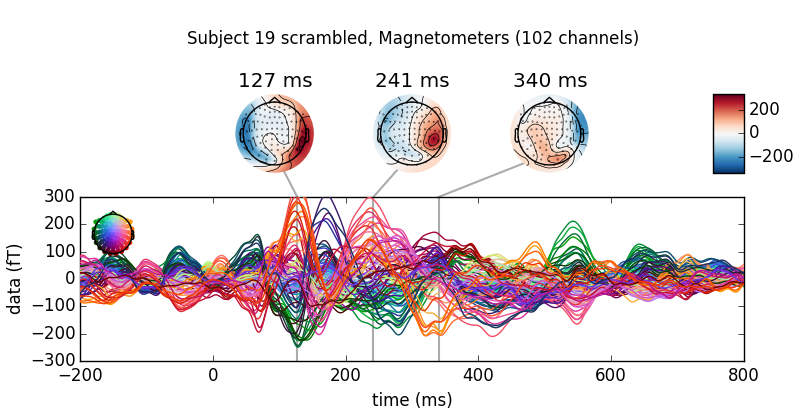 Subject 19 scrambled, Magnetometers (102 channels)
127 ms 241 ms 340 ms
200
0
−200
300
200
100
0
−100
−200
−300
data (fT)
−200 0 200 400 600 800
time (ms)